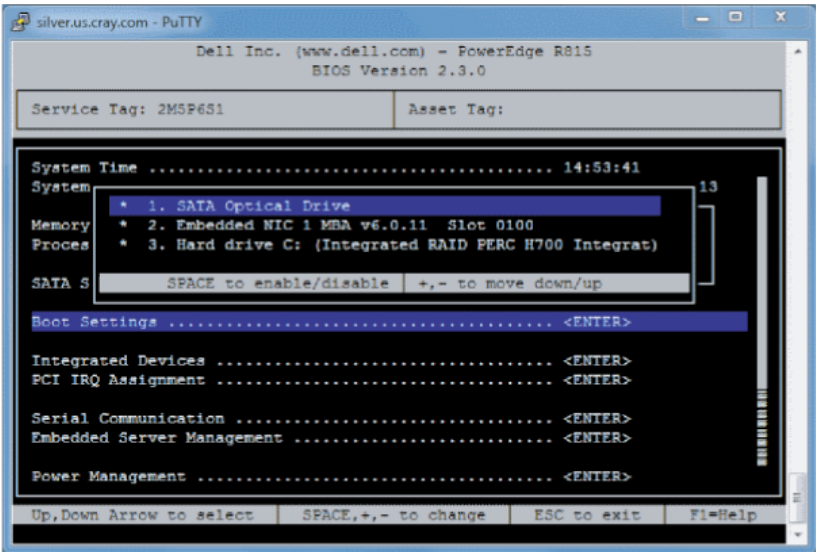 silver.us.cray.com - PuTTY
Dell Inc. (www.dell.com) - PowerEdge R815
BIOS Version 2.3.0
Service Tag: 2M5P6S1 Asset Tag:
System Time .......................................... 14:53:41
System 13
* 1. SATA Optical Drive
Memory * 2. Embedded NIC 1 MBA v6.0.11 Slot 0100
Proces * 3. Hard drive C: (Integrated RAID PERC H700 Integrat)
SATA S SPACE to enable/disable +,- to move down/up
Boot Settings ........................................ <ENTER>
Integrated Devices ................................... <ENTER>
PCI IRQ Assignment ................................... <ENTER>
Serial Communication ................................. <ENTER>
Embedded Server Management ........................... <ENTER>
Power Management ..................................... <ENTER>
Up,Down Arrow to select SPACE,+,- to change ESC to exit F1=Help